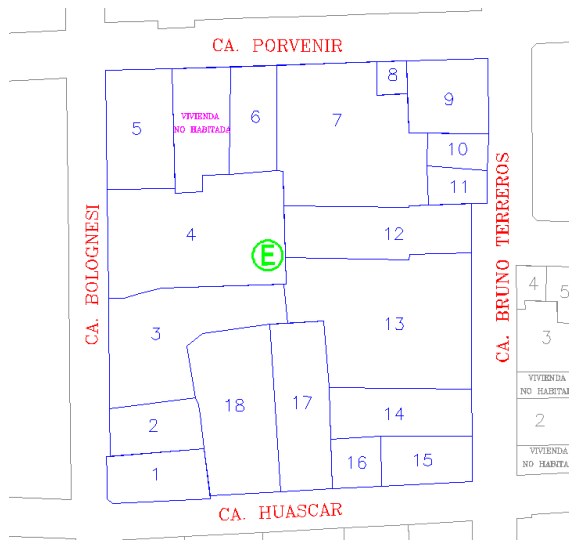 CA. PORVENIR
5
VIVIENDA
NO HABITADA
6
7
8
9
10
11
4
E
12
CA. BOLOGNESI
CA. BRUNO TERREROS
3
13
18
17
14
2
1
16
15
CA. HUASCAR
4
5
3
VIVIENDA
NO HABITAD
2
VIVIENDA
NO HABITAD